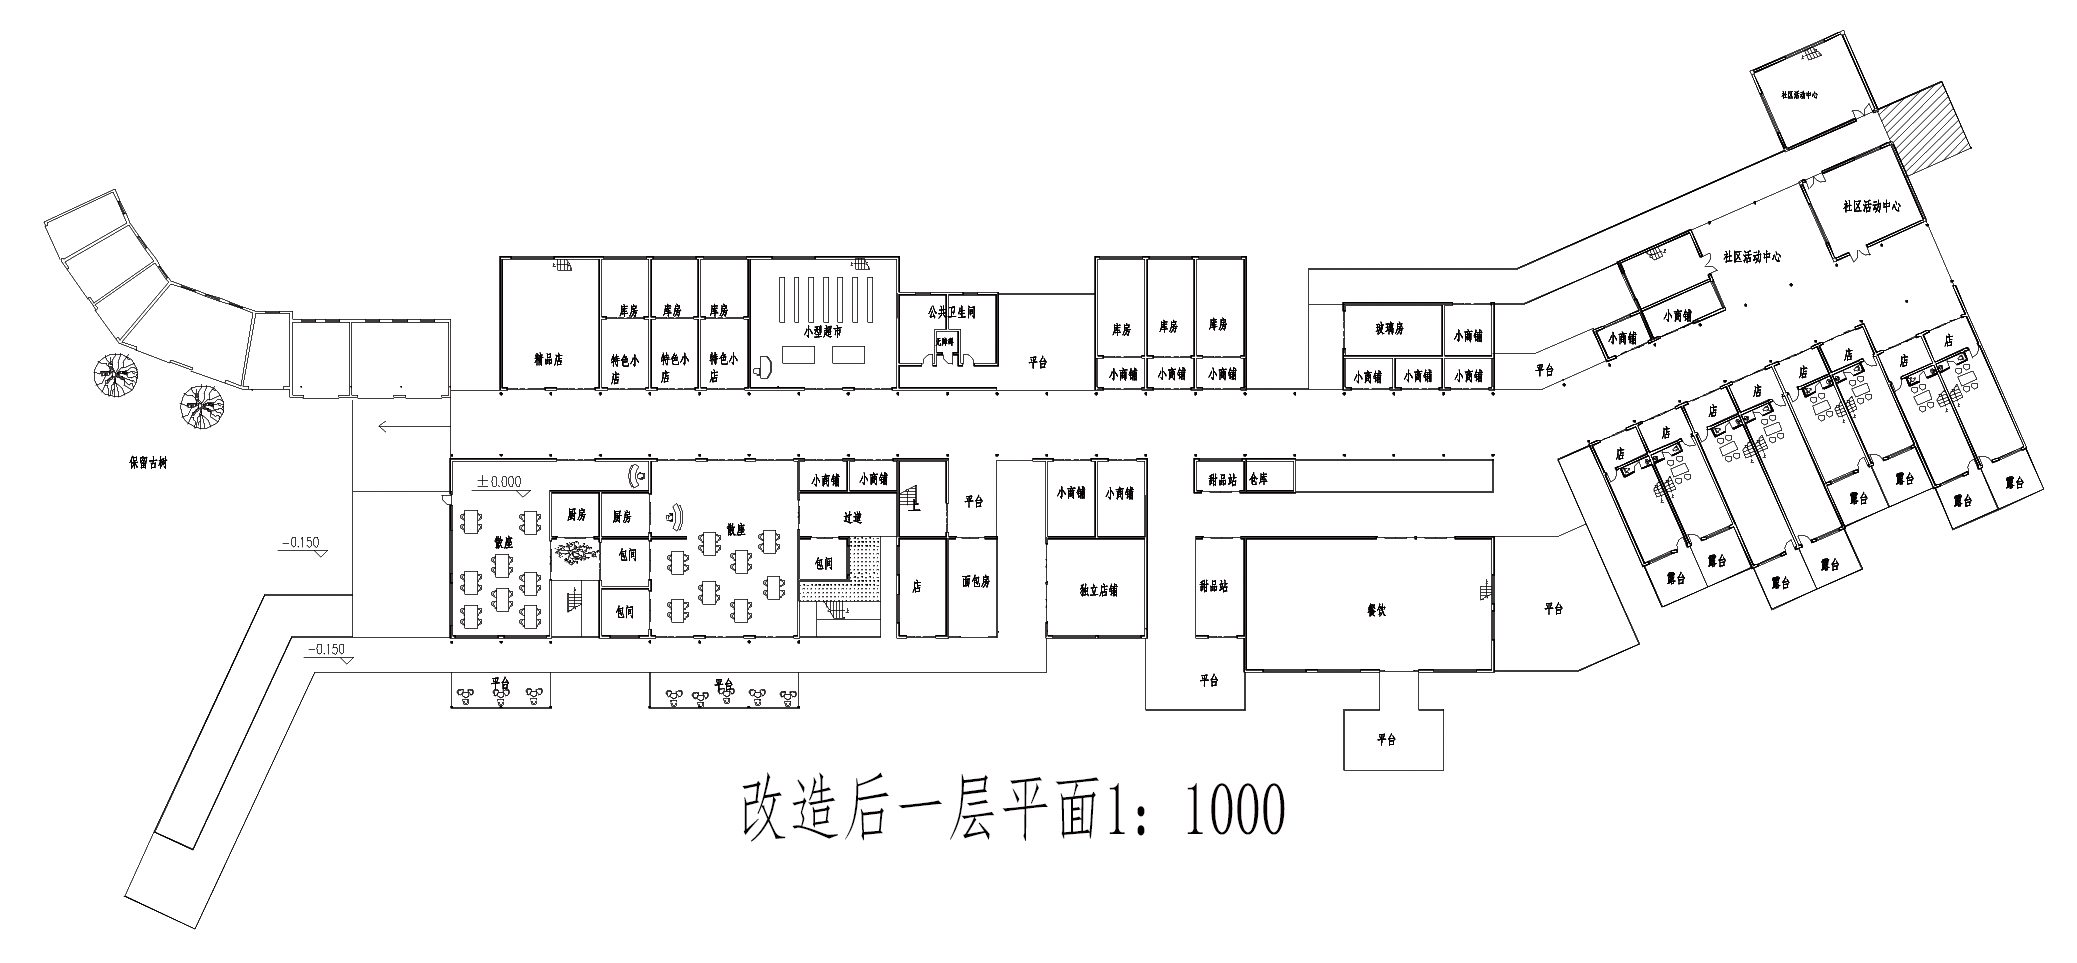 社区活动中心
社区活动中心
社区活动中心
库房
库房
库房
小型超市
公共卫生间
无障碍
精品店
特色小店
特色小店
特色小店
平台
库房
库房
库房
小商铺
小商铺
小商铺
玻璃房
小商铺
小商铺
小商铺
小商铺
平台
小商铺
小商铺
店
店
店
店
店
店
店
店
保留古树
±0.000
-0.150
-0.150
散座
厨房
厨房
包间
包间
散座
小商铺
小商铺
过道
包间
平台
店
面包房
小商铺
小商铺
独立店铺
甜品站
仓库
甜品站
餐饮
平台
露台
露台
露台
露台
露台
露台
露台
露台
平台
平台
平台
平台
改造后一层平面1：1000